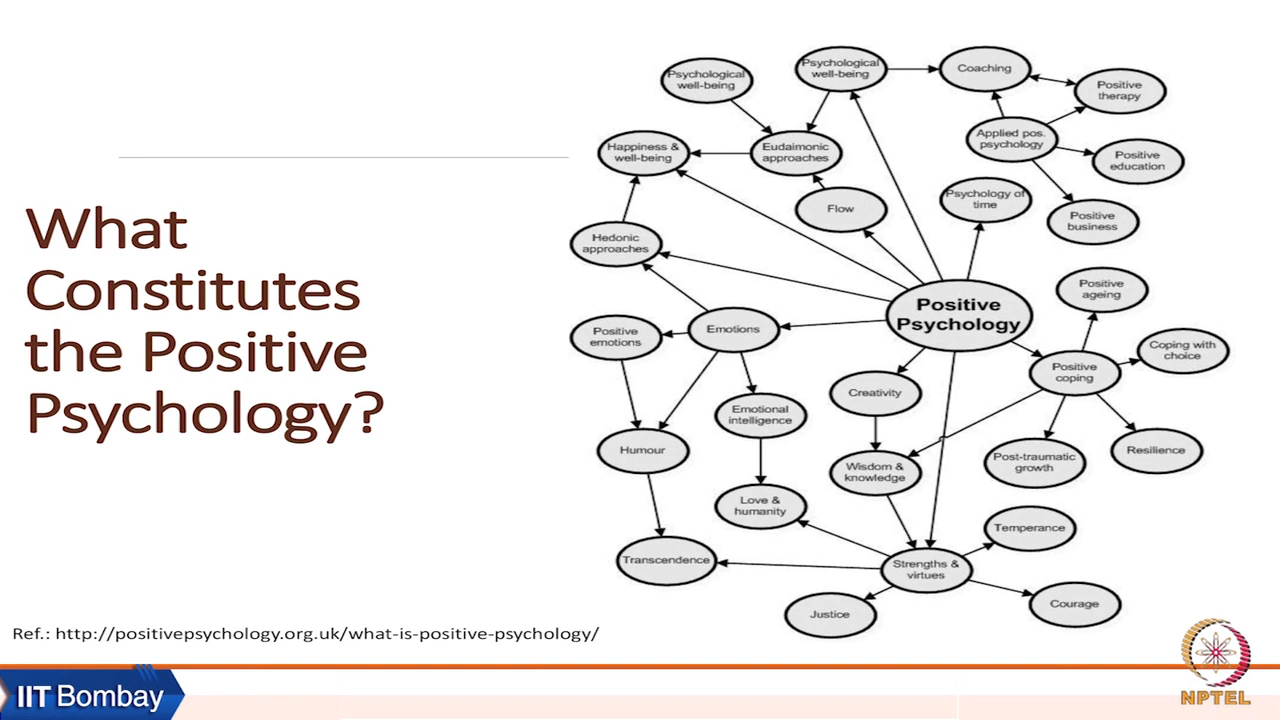 What
Constitutes
the Positive
Psychology?
Psychological
well-being
Psychological
well-being
Coaching
Positive
therapy
Applied pos.
psychology
Positive
education
Happiness &
well-being
Eudaimonic
approaches
Flow
Psychology of
time
Positive
business
Hedonic
approaches
Positive
Psychology
Positive
ageing
Positive
emotions
Emotions
Coping with
choice
Positive
coping
Creativity
Emotional
intelligence
Humour
Wisdom &
knowledge
Post-traumatic
growth
Resilience
Love &
humanity
Temperance
Transcendence
Strengths &
virtues
Justice
Courage
Ref.: http://positivepsychology.org.uk/what-is-positive-psychology/
IIT Bombay
NPTEL